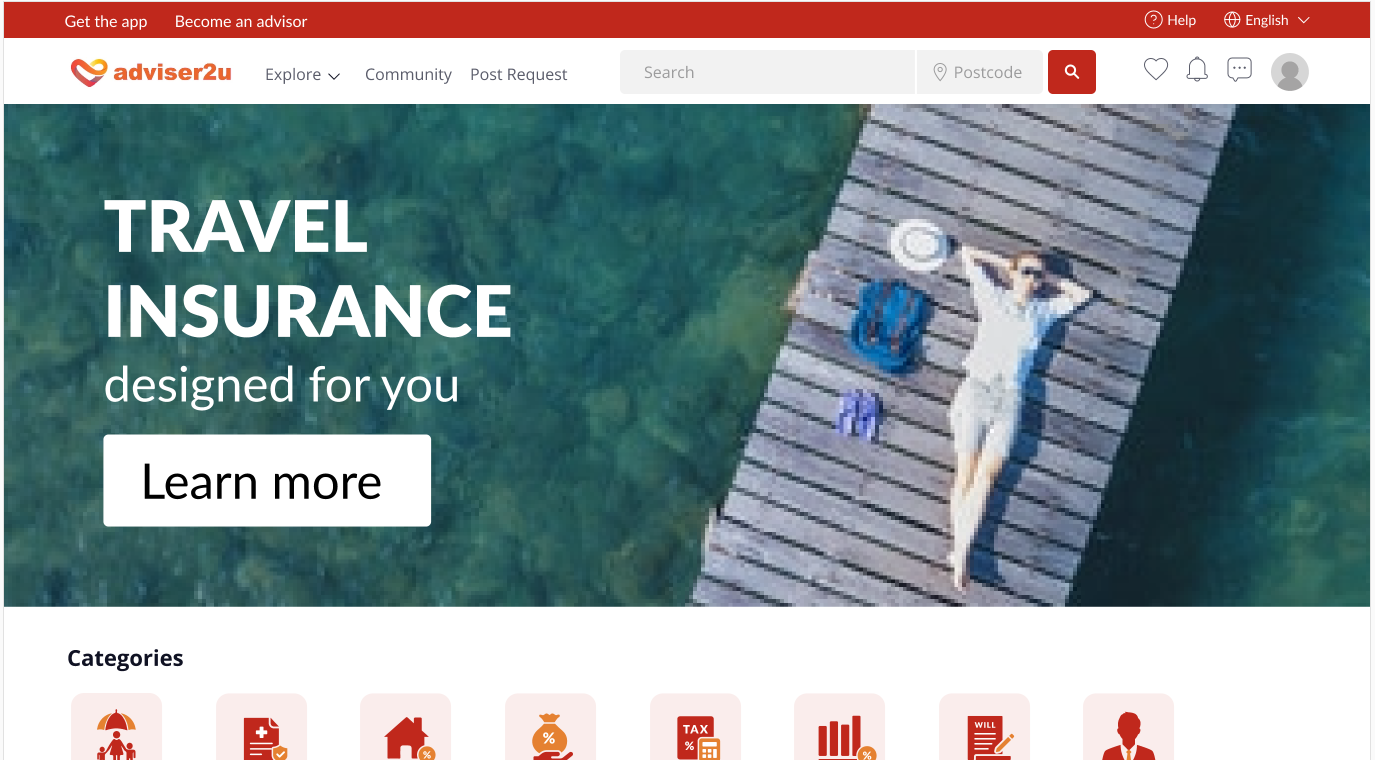 Get the app Become an advisor Help English
adviser2u Explore Community Post Request Search Postcode
TRAVEL
INSURANCE
designed for you
Learn more
Categories
% % TAX % % WILL